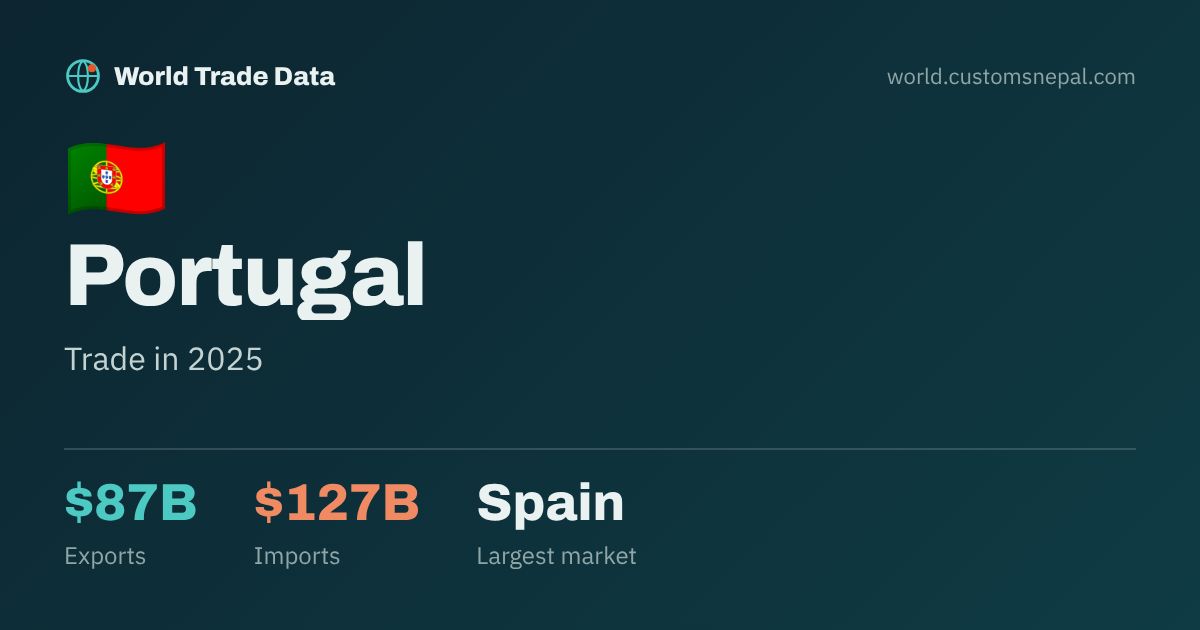 World Trade Data
world.customsnepal.com
Portugal
Trade in 2025
$87B
Exports
$127B
Imports
Spain
Largest market